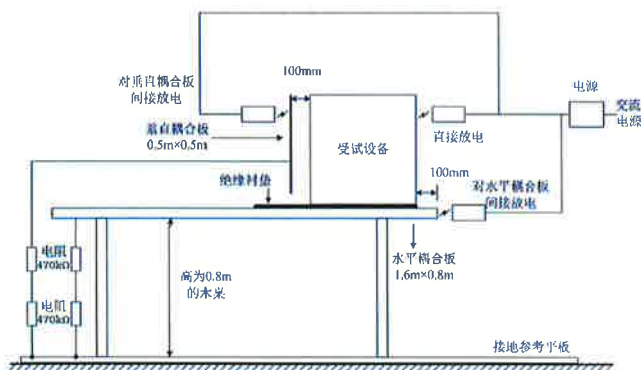 对垂直耦合板
间接放电
100mm
电源
交流
电源
垂直耦合板
0.5m×0.5m
受试设备
直接放电
100mm
绝缘衬垫
对水平耦合板
间接放电
电阻
470kΩ
高为0.8m
的木桌
水平耦合板
1.6m×0.8m
电阻
470kΩ
接地参考平板